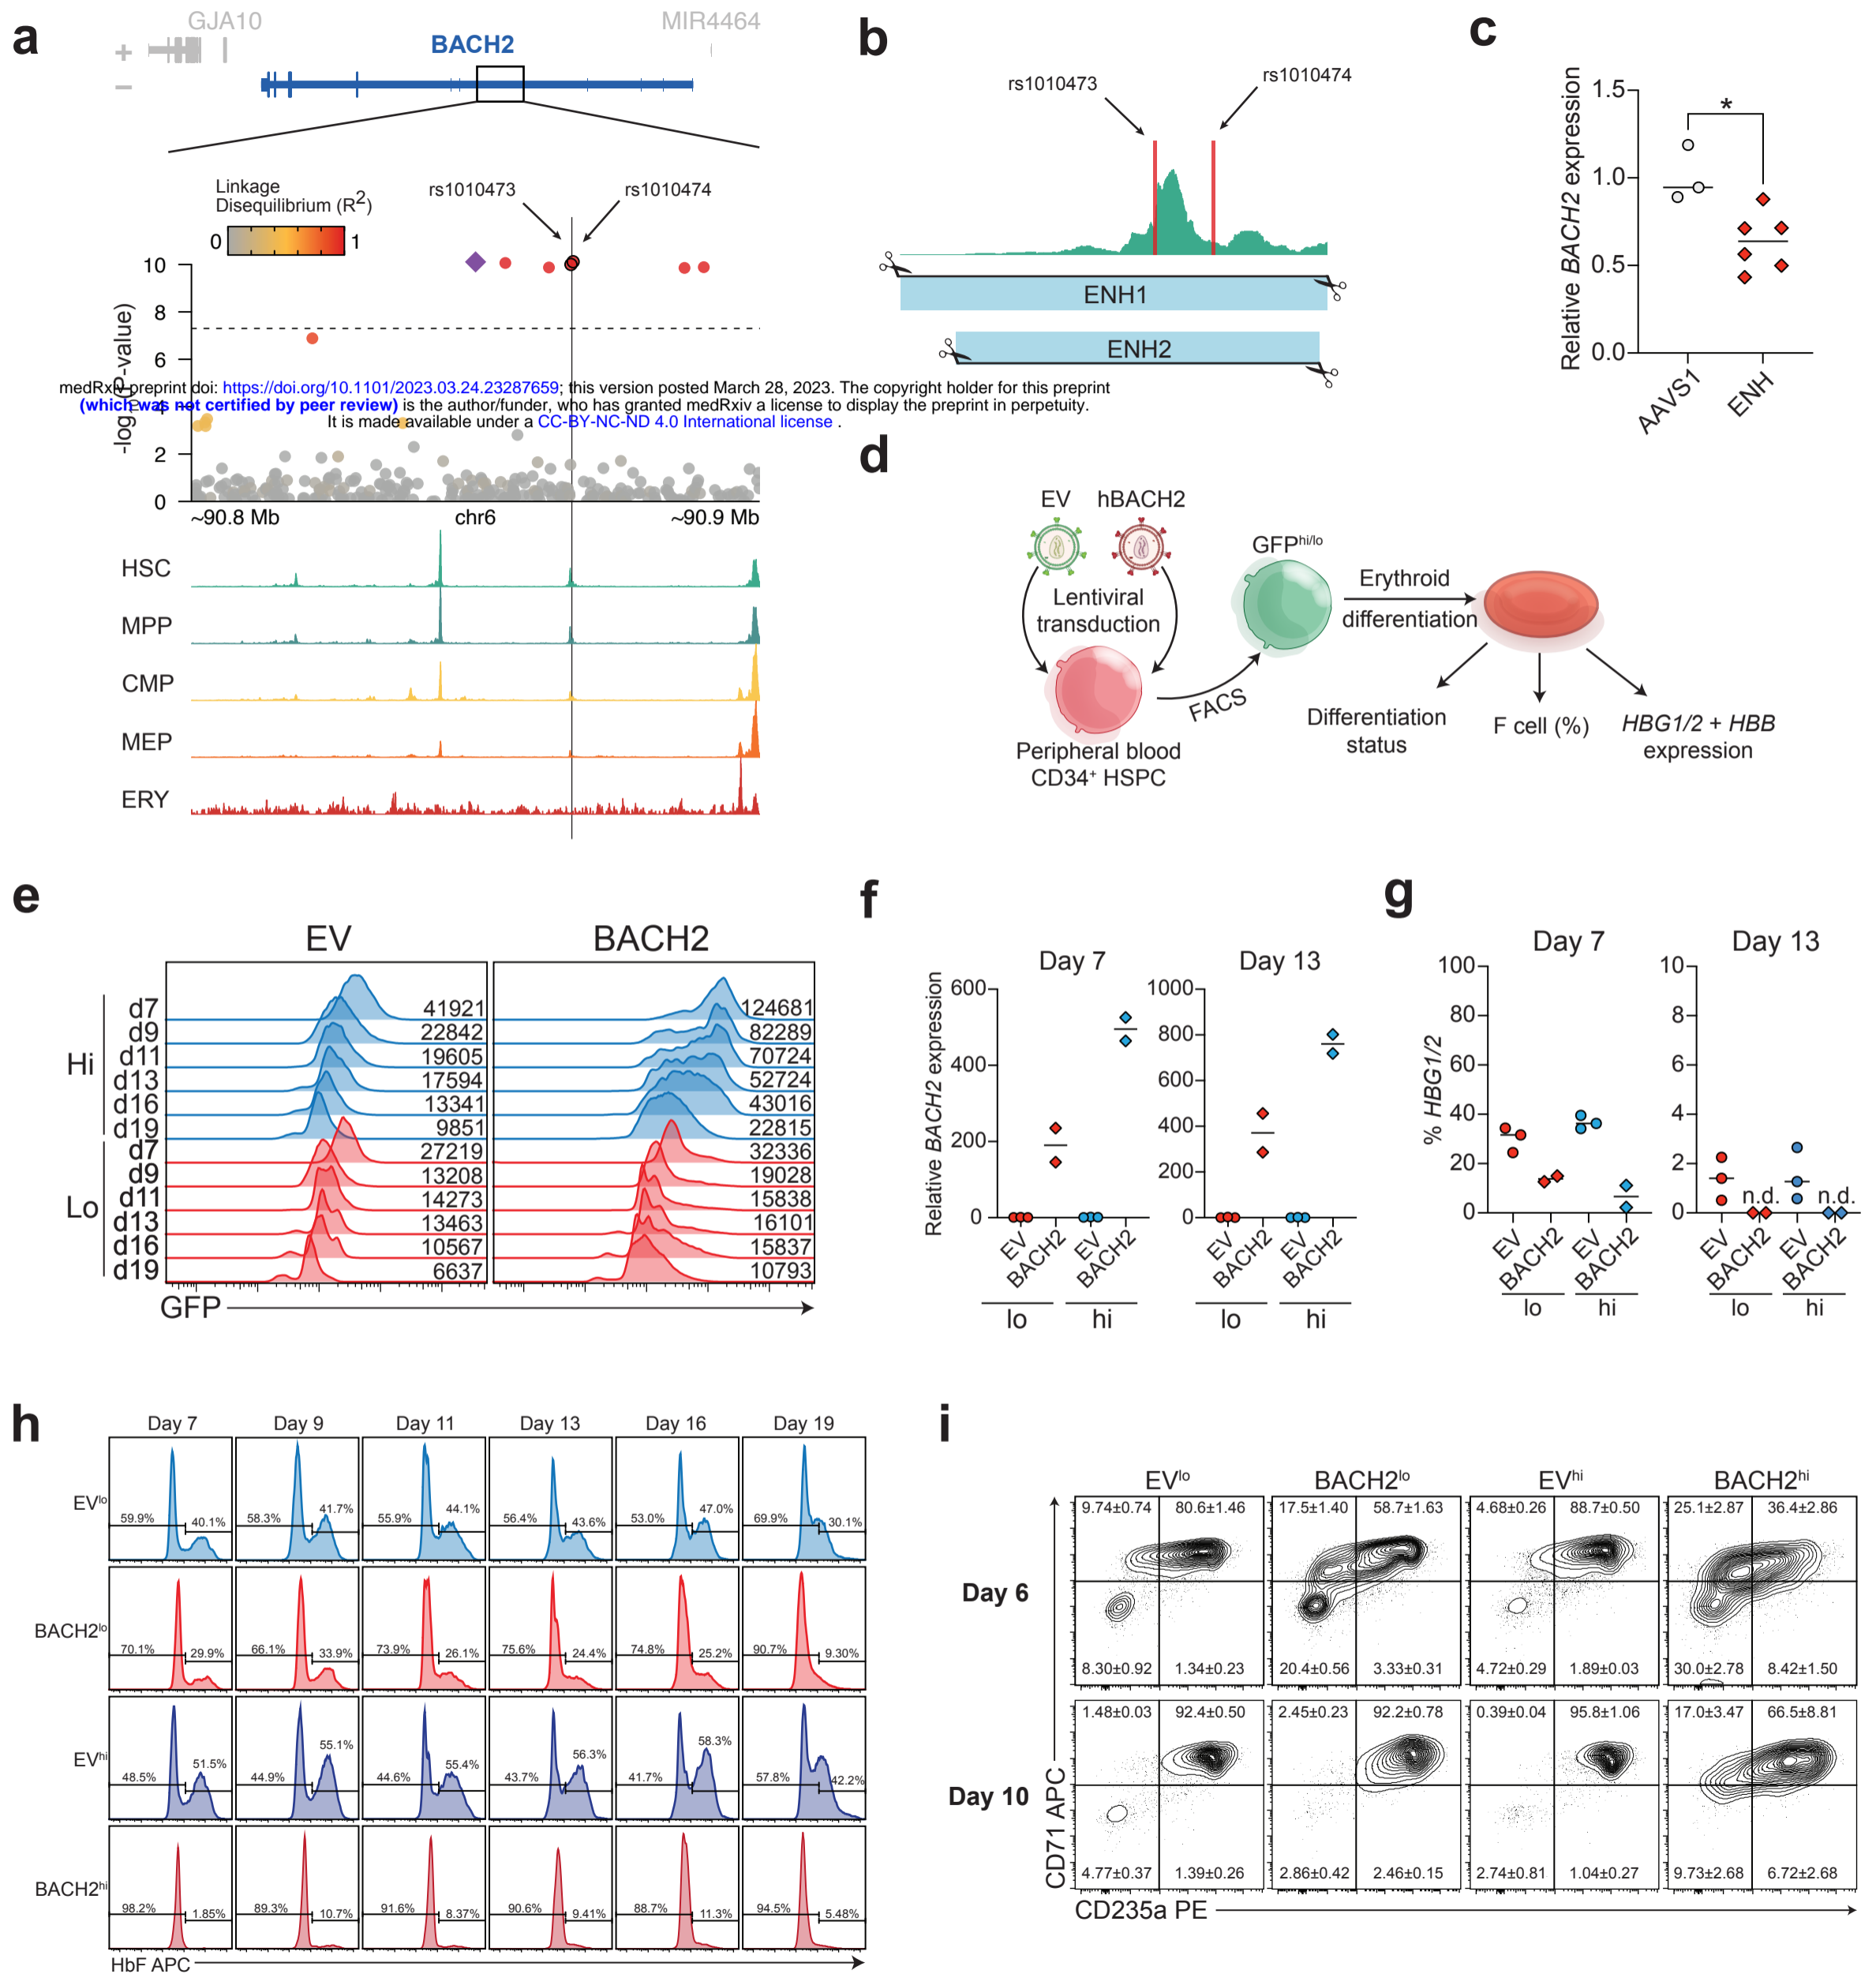 a
GJA10
MIR4464
+
BACH2
−
Linkage
Disequilibrium (R2)
0
1
rs1010473
rs1010474
10
8
6
4
2
0
-log10(P-value)
~90.8 Mb
chr6
~90.9 Mb
HSC
MPP
CMP
MEP
ERY
medRxiv preprint doi: https://doi.org/10.1101/2023.03.24.23287659; this version posted March 28, 2023. The copyright holder for this preprint
(which was not certified by peer review) is the author/funder, who has granted medRxiv a license to display the preprint in perpetuity.
It is made available under a CC-BY-NC-ND 4.0 International license .
b
rs1010473
rs1010474
ENH1
ENH2
c
Relative BACH2 expression
1.5
1.0
0.5
0.0
*
AAVS1
ENH
d
EV
hBACH2
Lentiviral
transduction
Peripheral blood
CD34+ HSPC
FACS
GFPhi/lo
Erythroid
differentiation
Differentiation
status
F cell (%)
HBG1/2 + HBB
expression
e
EV
BACH2
Hi
d7 41921 124681
d9 22842 82289
d11 19605 70724
d13 17594 52724
d16 13341 43016
d19 9851 22815
Lo
d7 27219 32336
d9 13208 19028
d11 14273 15838
d13 13463 16101
d16 10567 15837
d19 6637 10793
GFP
f
Relative BACH2 expression
Day 7
600
400
200
0
EV
BACH2
EV
BACH2
lo
hi
Day 13
1000
800
600
400
200
0
EV
BACH2
EV
BACH2
lo
hi
g
% HBG1/2
Day 7
100
80
60
40
20
0
EV
BACH2
EV
BACH2
lo
hi
Day 13
10
8
6
4
2
0
n.d.
n.d.
EV
BACH2
EV
BACH2
lo
hi
h
Day 7 Day 9 Day 11 Day 13 Day 16 Day 19
EVlo
59.9% 40.1% 58.3% 41.7% 55.9% 44.1% 56.4% 43.6% 53.0% 47.0% 69.9% 30.1%
BACH2lo
70.1% 29.9% 66.1% 33.9% 73.9% 26.1% 75.6% 24.4% 74.8% 25.2% 90.7% 9.30%
EVhi
48.5% 51.5% 44.9% 55.1% 44.6% 55.4% 43.7% 56.3% 41.7% 58.3% 57.8% 42.2%
BACH2hi
98.2% 1.85% 89.3% 10.7% 91.6% 8.37% 90.6% 9.41% 88.7% 11.3% 94.5% 5.48%
HbF APC
i
EVlo BACH2lo EVhi BACH2hi
Day 6
9.74±0.74 80.6±1.46 17.5±1.40 58.7±1.63 4.68±0.26 88.7±0.50 25.1±2.87 36.4±2.86
8.30±0.92 1.34±0.23 20.4±0.56 3.33±0.31 4.72±0.29 1.89±0.03 30.0±2.78 8.42±1.50
Day 10
1.48±0.03 92.4±0.50 2.45±0.23 92.2±0.78 0.39±0.04 95.8±1.06 17.0±3.47 66.5±8.81
4.77±0.37 1.39±0.26 2.86±0.42 2.46±0.15 2.74±0.81 1.04±0.27 9.73±2.68 6.72±2.68
CD71 APC
CD235a PE